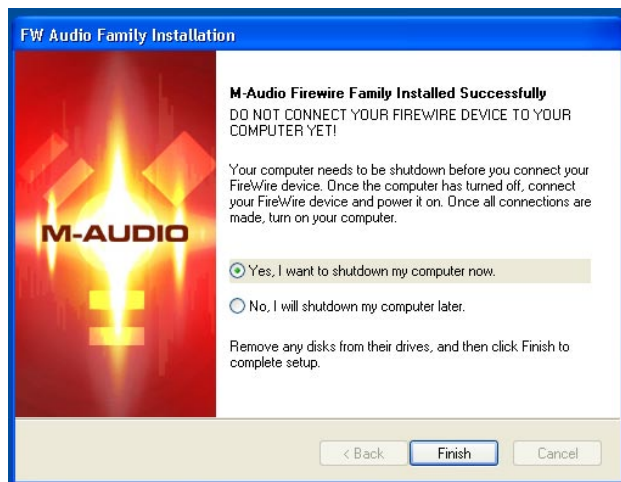 FW Audio Family Installation
M-AUDIO
M-Audio Firewire Family Installed Successfully
DO NOT CONNECT YOUR FIREWIRE DEVICE TO YOUR
COMPUTER YET!
Your computer needs to be shutdown before you connect your
FireWire device. Once the computer has turned off, connect
your FireWire device and power it on. Once all connections are
made, turn on your computer.
Yes, I want to shutdown my computer now.
No, I will shutdown my computer later.
Remove any disks from their drives, and then click Finish to
complete setup.
< Back Finish Cancel